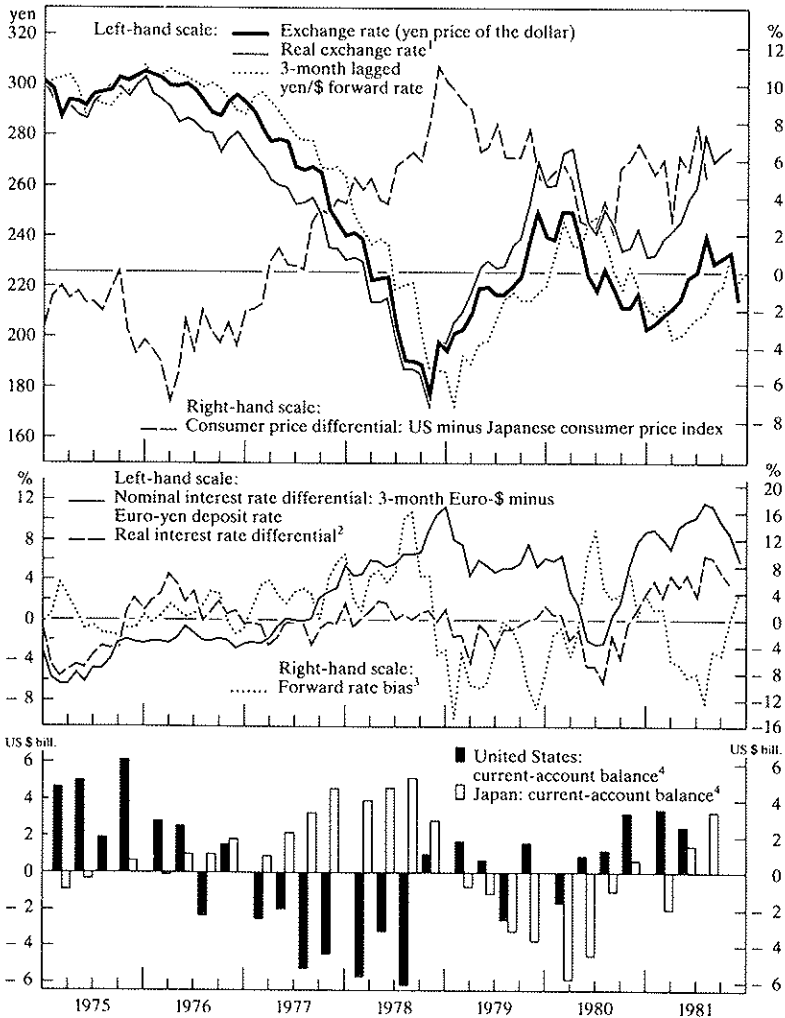 yen
%
Left-hand scale:
Exchange rate (yen price of the dollar)
Real exchange rate¹
3-month lagged
yen/$ forward rate
320
300
280
260
240
220
200
180
160
12
10
8
6
4
2
0
– 2
– 4
– 6
– 8
Right-hand scale:
Consumer price differential: US minus Japanese consumer price index
%
%
Left-hand scale:
Nominal interest rate differential: 3-month Euro-$ minus
Euro-yen deposit rate
Real interest rate differential²
12
8
4
0
– 4
– 8
20
16
12
8
4
0
– 4
– 8
– 12
– 16
Right-hand scale:
Forward rate bias³
US $ bill.
US $ bill.
United States:
current-account balance⁴
Japan: current-account balance⁴
6
4
2
0
– 2
– 4
– 6
6
4
2
0
– 2
– 4
– 6
1975 1976 1977 1978 1979 1980 1981